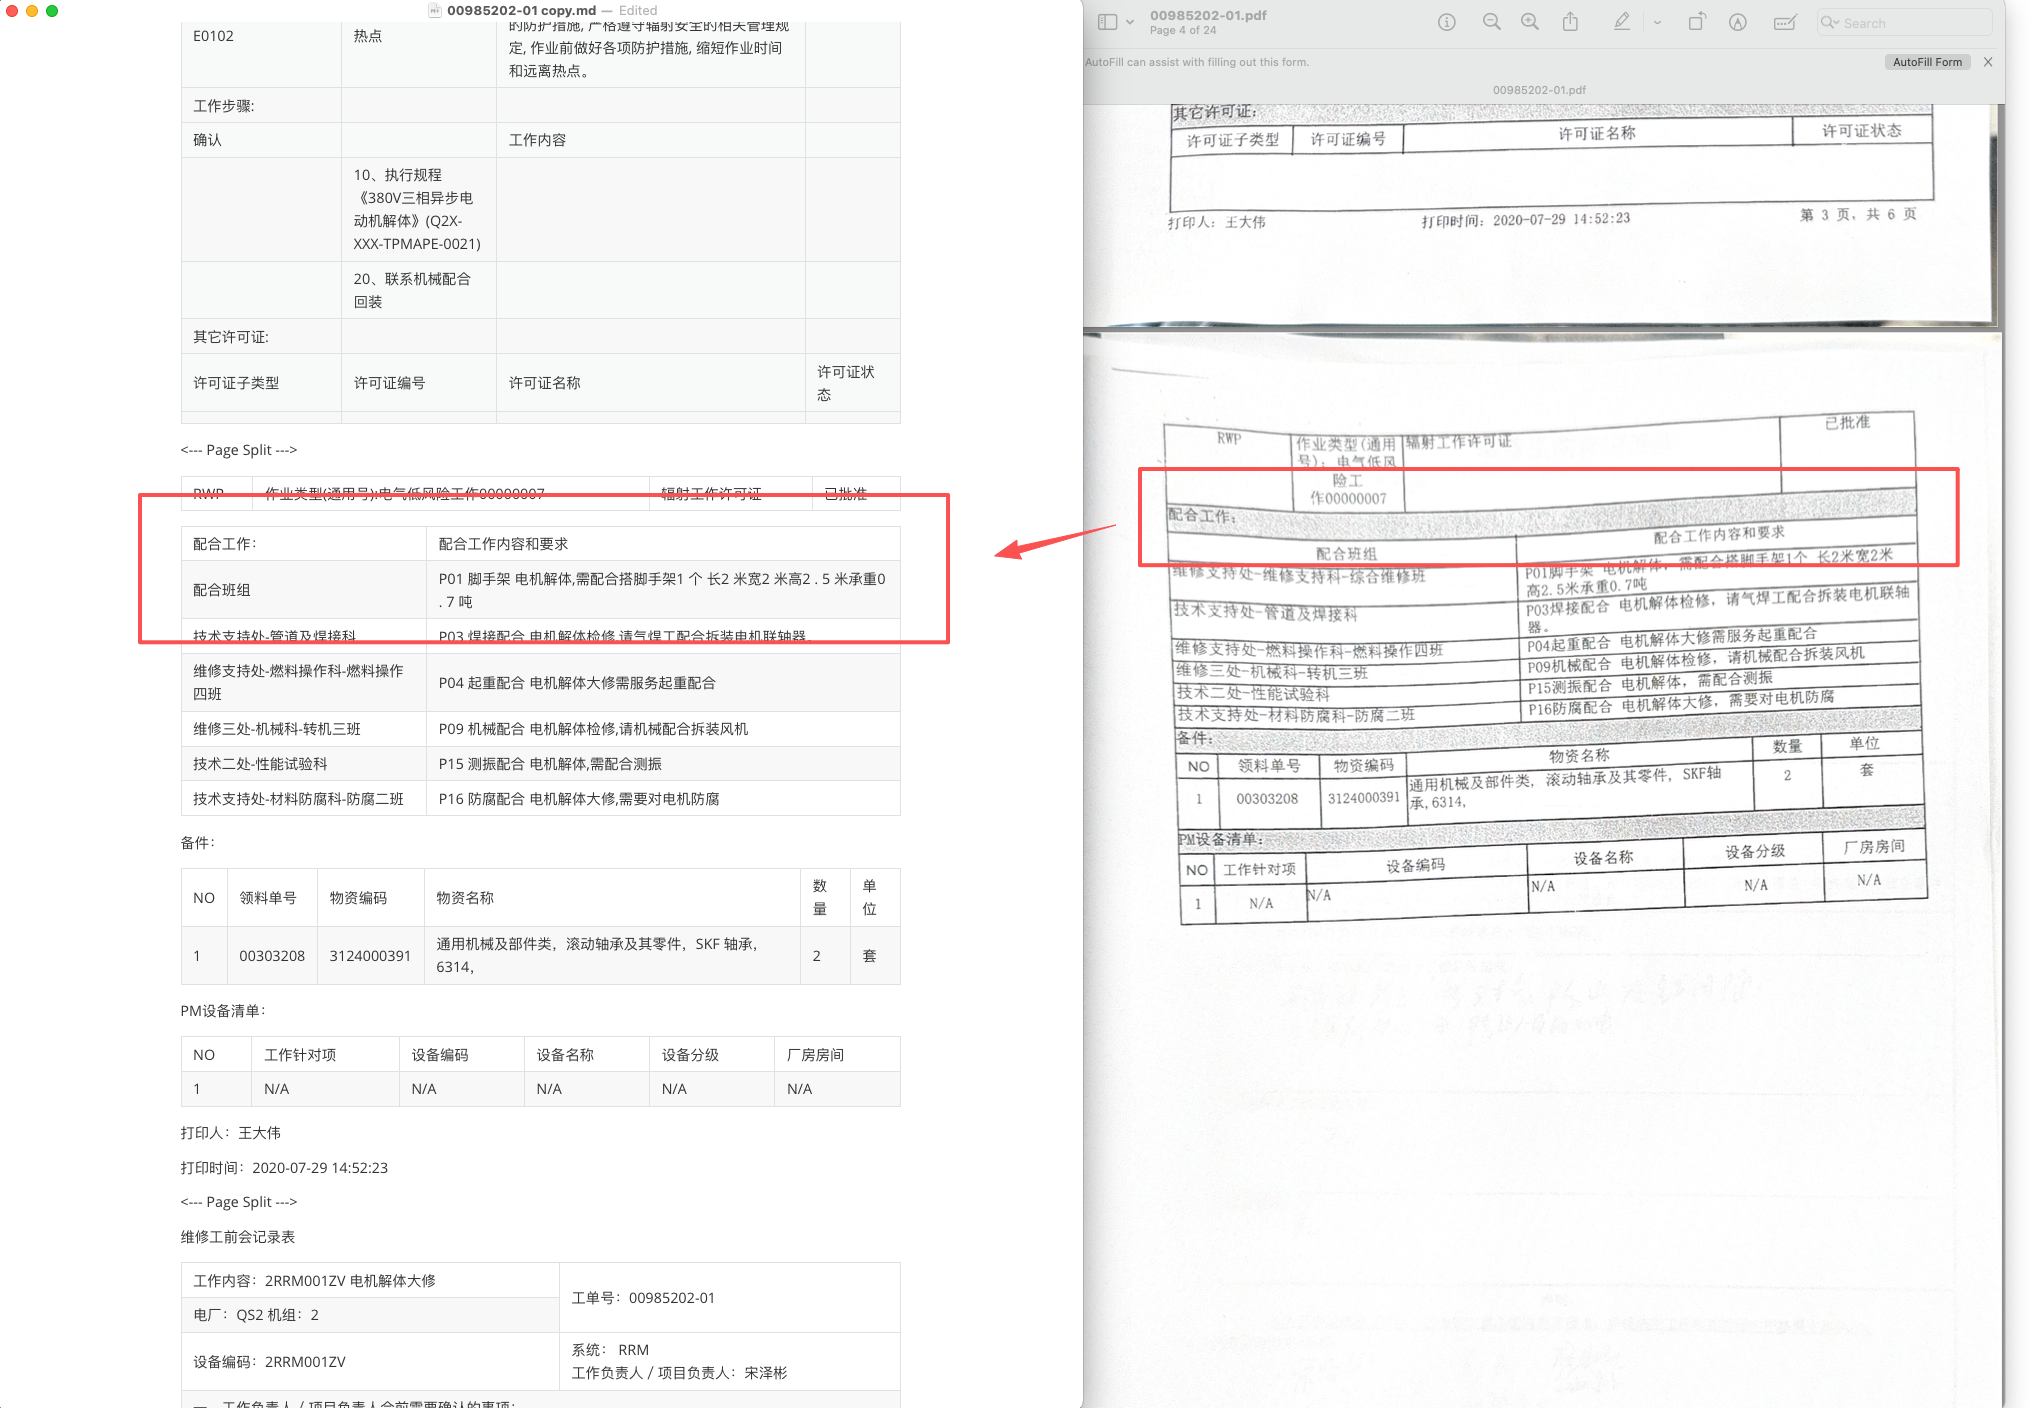 00985202-01 copy.md — Edited
的防护措施, 严格遵守辐射安全的相关管理规
E0102 热点 定, 作业前做好各项防护措施, 缩短作业时间
和远离热点。
工作步骤:
确认 工作内容
10、执行规程
《380V三相异步电
动机解体》(Q2X-
XXX-TPMAPE-0021)
20、联系机械配合
回装
其它许可证:
许可证子类型 许可证编号 许可证名称 许可证状
态
<--- Page Split --->
RWP 作业类型(通用号):电气低风险工作00000007 辐射工作许可证 已批准
配合工作: 配合工作内容和要求
配合班组 P01 脚手架 电机解体,需配合搭脚手架1 个 长2 米宽2 米高2 . 5 米承重0
. 7 吨
技术支持处-管道及焊接科 P03 焊接配合 电机解体检修,请气焊工配合拆装电机联轴器
维修支持处-燃料操作科-燃料操作
四班 P04 起重配合 电机解体大修需服务起重配合
维修三处-机械科-转机三班 P09 机械配合 电机解体检修,请机械配合拆装风机
技术二处-性能试验科 P15 测振配合 电机解体,需配合测振
技术支持处-材料防腐科-防腐二班 P16 防腐配合 电机解体大修,需要对电机防腐
备件:
NO 领料单号 物资编码 物资名称 数
量 单
位
1 00303208 3124000391 通用机械及部件类，滚动轴承及其零件，SKF 轴承,
6314, 2 套
PM设备清单:
NO 工作针对项 设备编码 设备名称 设备分级 厂房房间
1 N/A N/A N/A N/A N/A
打印人：王大伟
打印时间：2020-07-29 14:52:23
<--- Page Split --->
维修工前会记录表
工作内容：2RRM001ZV 电机解体大修
工单号：00985202-01
电厂：QS2 机组：2
设备编码：2RRM001ZV
系统： RRM
工作负责人 / 项目负责人：宋泽彬
一、工作负责人 / 项目负责人会前需要确认的事项:
00985202-01.pdf
Page 4 of 24
Search
AutoFill can assist with filling out this form.
AutoFill Form
00985202-01.pdf
其它许可证:
许可证子类型 许可证编号 许可证名称 许可证状态
打印人: 王大伟 打印时间: 2020-07-29 14:52:23 第 3 页, 共 6 页
RWP 作业类型(通用 辐射工作许可证 已批准
号): 电气低风
险工
作00000007
配合工作:
配合班组 配合工作内容和要求
维修支持处-维修支持科-综合维修班 P01脚手架 电机解体, 需配合搭脚手架1个 长2米宽2米
高2.5米承重0.7吨
技术支持处-管道及焊接科 P03焊接配合 电机解体检修, 请气焊工配合拆装电机联轴
器。
维修支持处-燃料操作科-燃料操作四班 P04起重配合 电机解体大修需服务起重配合
维修三处-机械科-转机三班 P09机械配合 电机解体检修, 请机械配合拆装风机
技术二处-性能试验科 P15测振配合 电机解体, 需配合测振
技术支持处-材料防腐科-防腐二班 P16防腐配合 电机解体大修, 需要对电机防腐
备件:
NO 领料单号 物资编码 物资名称 数量 单位
1 00303208 3124000391 通用机械及部件类, 滚动轴承及其零件, SKF轴
承,6314, 2 套
PM设备清单:
NO 工作针对项 设备编码 设备名称 设备分级 厂房房间
1 N/A N/A N/A N/A N/A